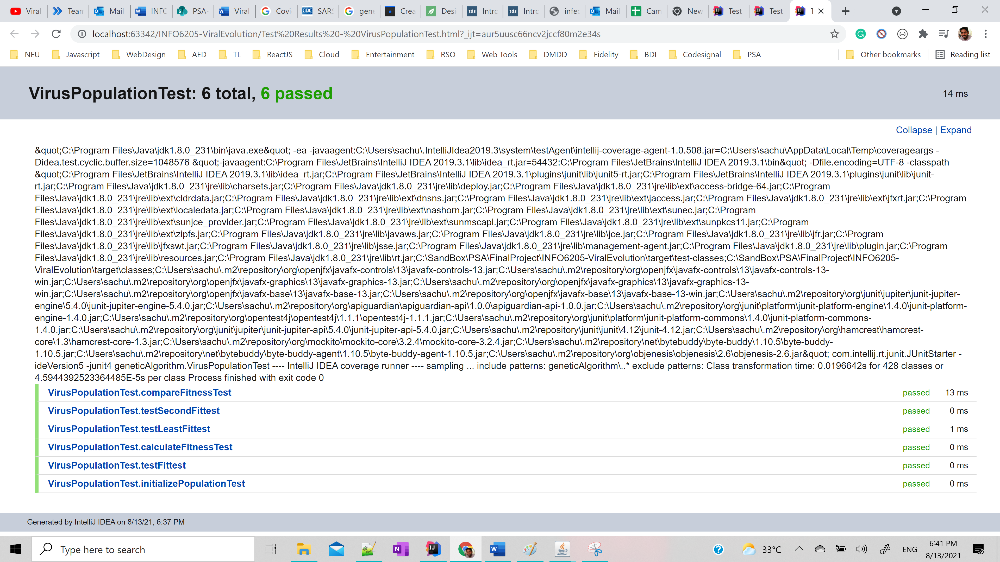 Viral
Team
Mail
INFO
PSA-
Viral
Covi
SARS
gene
Crea
Desi
Intro
Intro
infec
Mail
Cam
New
Test
Test
T
localhost:63342/INFO6205-ViralEvolution/Test%20Results%20-%20VirusPopulationTest.html?_ijt=aur5uusc66ncv2jccf80m2e34s
NEU Javascript WebDesign AED TL ReactJS Cloud Entertainment RSO Web Tools DMDD Fidelity BDI Codesignal PSA Other bookmarks Reading list
VirusPopulationTest: 6 total, 6 passed
14 ms
Collapse | Expand
&quot;C:\Program Files\Java\jdk1.8.0_231\bin\java.exe&quot; -ea -javaagent:C:\Users\sachu\.IntelliJIdea2019.3\system\testAgent\intellij-coverage-agent-1.0.508.jar=C:\Users\sachu\AppData\Local\Temp\coverageargs -
Didea.test.cyclic.buffer.size=1048576 &quot;-javaagent:C:\Program Files\JetBrains\IntelliJ IDEA 2019.3.1\lib\idea_rt.jar=54432:C:\Program Files\JetBrains\IntelliJ IDEA 2019.3.1\bin&quot; -Dfile.encoding=UTF-8 -classpath
&quot;C:\Program Files\JetBrains\IntelliJ IDEA 2019.3.1\lib\idea_rt.jar;C:\Program Files\JetBrains\IntelliJ IDEA 2019.3.1\plugins\junit\lib\junit5-rt.jar;C:\Program Files\JetBrains\IntelliJ IDEA 2019.3.1\plugins\junit\lib\junit-
rt.jar;C:\Program Files\Java\jdk1.8.0_231\jre\lib\charsets.jar;C:\Program Files\Java\jdk1.8.0_231\jre\lib\deploy.jar;C:\Program Files\Java\jdk1.8.0_231\jre\lib\ext\access-bridge-64.jar;C:\Program
Files\Java\jdk1.8.0_231\jre\lib\ext\cldrdata.jar;C:\Program Files\Java\jdk1.8.0_231\jre\lib\ext\dnsns.jar;C:\Program Files\Java\jdk1.8.0_231\jre\lib\ext\jaccess.jar;C:\Program Files\Java\jdk1.8.0_231\jre\lib\ext\jfxrt.jar;C:\Program
Files\Java\jdk1.8.0_231\jre\lib\ext\localedata.jar;C:\Program Files\Java\jdk1.8.0_231\jre\lib\ext\nashorn.jar;C:\Program Files\Java\jdk1.8.0_231\jre\lib\ext\sunec.jar;C:\Program
Files\Java\jdk1.8.0_231\jre\lib\ext\sunjce_provider.jar;C:\Program Files\Java\jdk1.8.0_231\jre\lib\ext\sunmscapi.jar;C:\Program Files\Java\jdk1.8.0_231\jre\lib\ext\sunpkcs11.jar;C:\Program
Files\Java\jdk1.8.0_231\jre\lib\ext\zipfs.jar;C:\Program Files\Java\jdk1.8.0_231\jre\lib\javaws.jar;C:\Program Files\Java\jdk1.8.0_231\jre\lib\jce.jar;C:\Program Files\Java\jdk1.8.0_231\jre\lib\jfr.jar;C:\Program
Files\Java\jdk1.8.0_231\jre\lib\jfxswt.jar;C:\Program Files\Java\jdk1.8.0_231\jre\lib\jsse.jar;C:\Program Files\Java\jdk1.8.0_231\jre\lib\management-agent.jar;C:\Program Files\Java\jdk1.8.0_231\jre\lib\plugin.jar;C:\Program
Files\Java\jdk1.8.0_231\jre\lib\resources.jar;C:\Program Files\Java\jdk1.8.0_231\jre\lib\rt.jar;C:\SandBox\PSA\FinalProject\INFO6205-ViralEvolution\target\test-classes;C:\SandBox\PSA\FinalProject\INFO6205-
ViralEvolution\target\classes;C:\Users\sachu\.m2\repository\org\openjfx\javafx-controls\13\javafx-controls-13.jar;C:\Users\sachu\.m2\repository\org\openjfx\javafx-controls\13\javafx-controls-13-
win.jar;C:\Users\sachu\.m2\repository\org\openjfx\javafx-graphics\13\javafx-graphics-13.jar;C:\Users\sachu\.m2\repository\org\openjfx\javafx-graphics\13\javafx-graphics-13-
win.jar;C:\Users\sachu\.m2\repository\org\openjfx\javafx-base\13\javafx-base-13.jar;C:\Users\sachu\.m2\repository\org\openjfx\javafx-base\13\javafx-base-13-win.jar;C:\Users\sachu\.m2\repository\org\junit\jupiter\junit-jupiter-
engine\5.4.0\junit-jupiter-engine-5.4.0.jar;C:\Users\sachu\.m2\repository\org\apiguardian\apiguardian-api\1.0.0\apiguardian-api-1.0.0.jar;C:\Users\sachu\.m2\repository\org\junit\platform\junit-platform-engine\1.4.0\junit-platform-
engine-1.4.0.jar;C:\Users\sachu\.m2\repository\org\opentest4j\opentest4j\1.1.1\opentest4j-1.1.1.jar;C:\Users\sachu\.m2\repository\org\junit\platform\junit-platform-commons\1.4.0\junit-platform-commons-
1.4.0.jar;C:\Users\sachu\.m2\repository\org\junit\jupiter\junit-jupiter-api\5.4.0\junit-jupiter-api-5.4.0.jar;C:\Users\sachu\.m2\repository\junit\junit\4.12\junit-4.12.jar;C:\Users\sachu\.m2\repository\org\hamcrest\hamcrest-
core\1.3\hamcrest-core-1.3.jar;C:\Users\sachu\.m2\repository\org\mockito\mockito-core\3.2.4\mockito-core-3.2.4.jar;C:\Users\sachu\.m2\repository\net\bytebuddy\byte-buddy\1.10.5\byte-buddy-
1.10.5.jar;C:\Users\sachu\.m2\repository\net\bytebuddy\byte-buddy-agent\1.10.5\byte-buddy-agent-1.10.5.jar;C:\Users\sachu\.m2\repository\org\objenesis\objenesis\2.6\objenesis-2.6.jar&quot; com.intellij.rt.junit.JUnitStarter -
ideVersion5 -junit4 geneticAlgorithm.VirusPopulationTest ---- IntelliJ IDEA coverage runner ---- sampling ... include patterns: geneticAlgorithm\..* exclude patterns: Class transformation time: 0.0196642s for 428 classes or
4.5944392523364485E-5s per class Process finished with exit code 0
VirusPopulationTest.compareFitnessTest passed 13 ms
VirusPopulationTest.testSecondFittest passed 0 ms
VirusPopulationTest.testLeastFittest passed 1 ms
VirusPopulationTest.calculateFitnessTest passed 0 ms
VirusPopulationTest.testFittest passed 0 ms
VirusPopulationTest.initializePopulationTest passed 0 ms
Generated by IntelliJ IDEA on 8/13/21, 6:37 PM
Type here to search
33°C
ENG
6:41 PM
8/13/2021